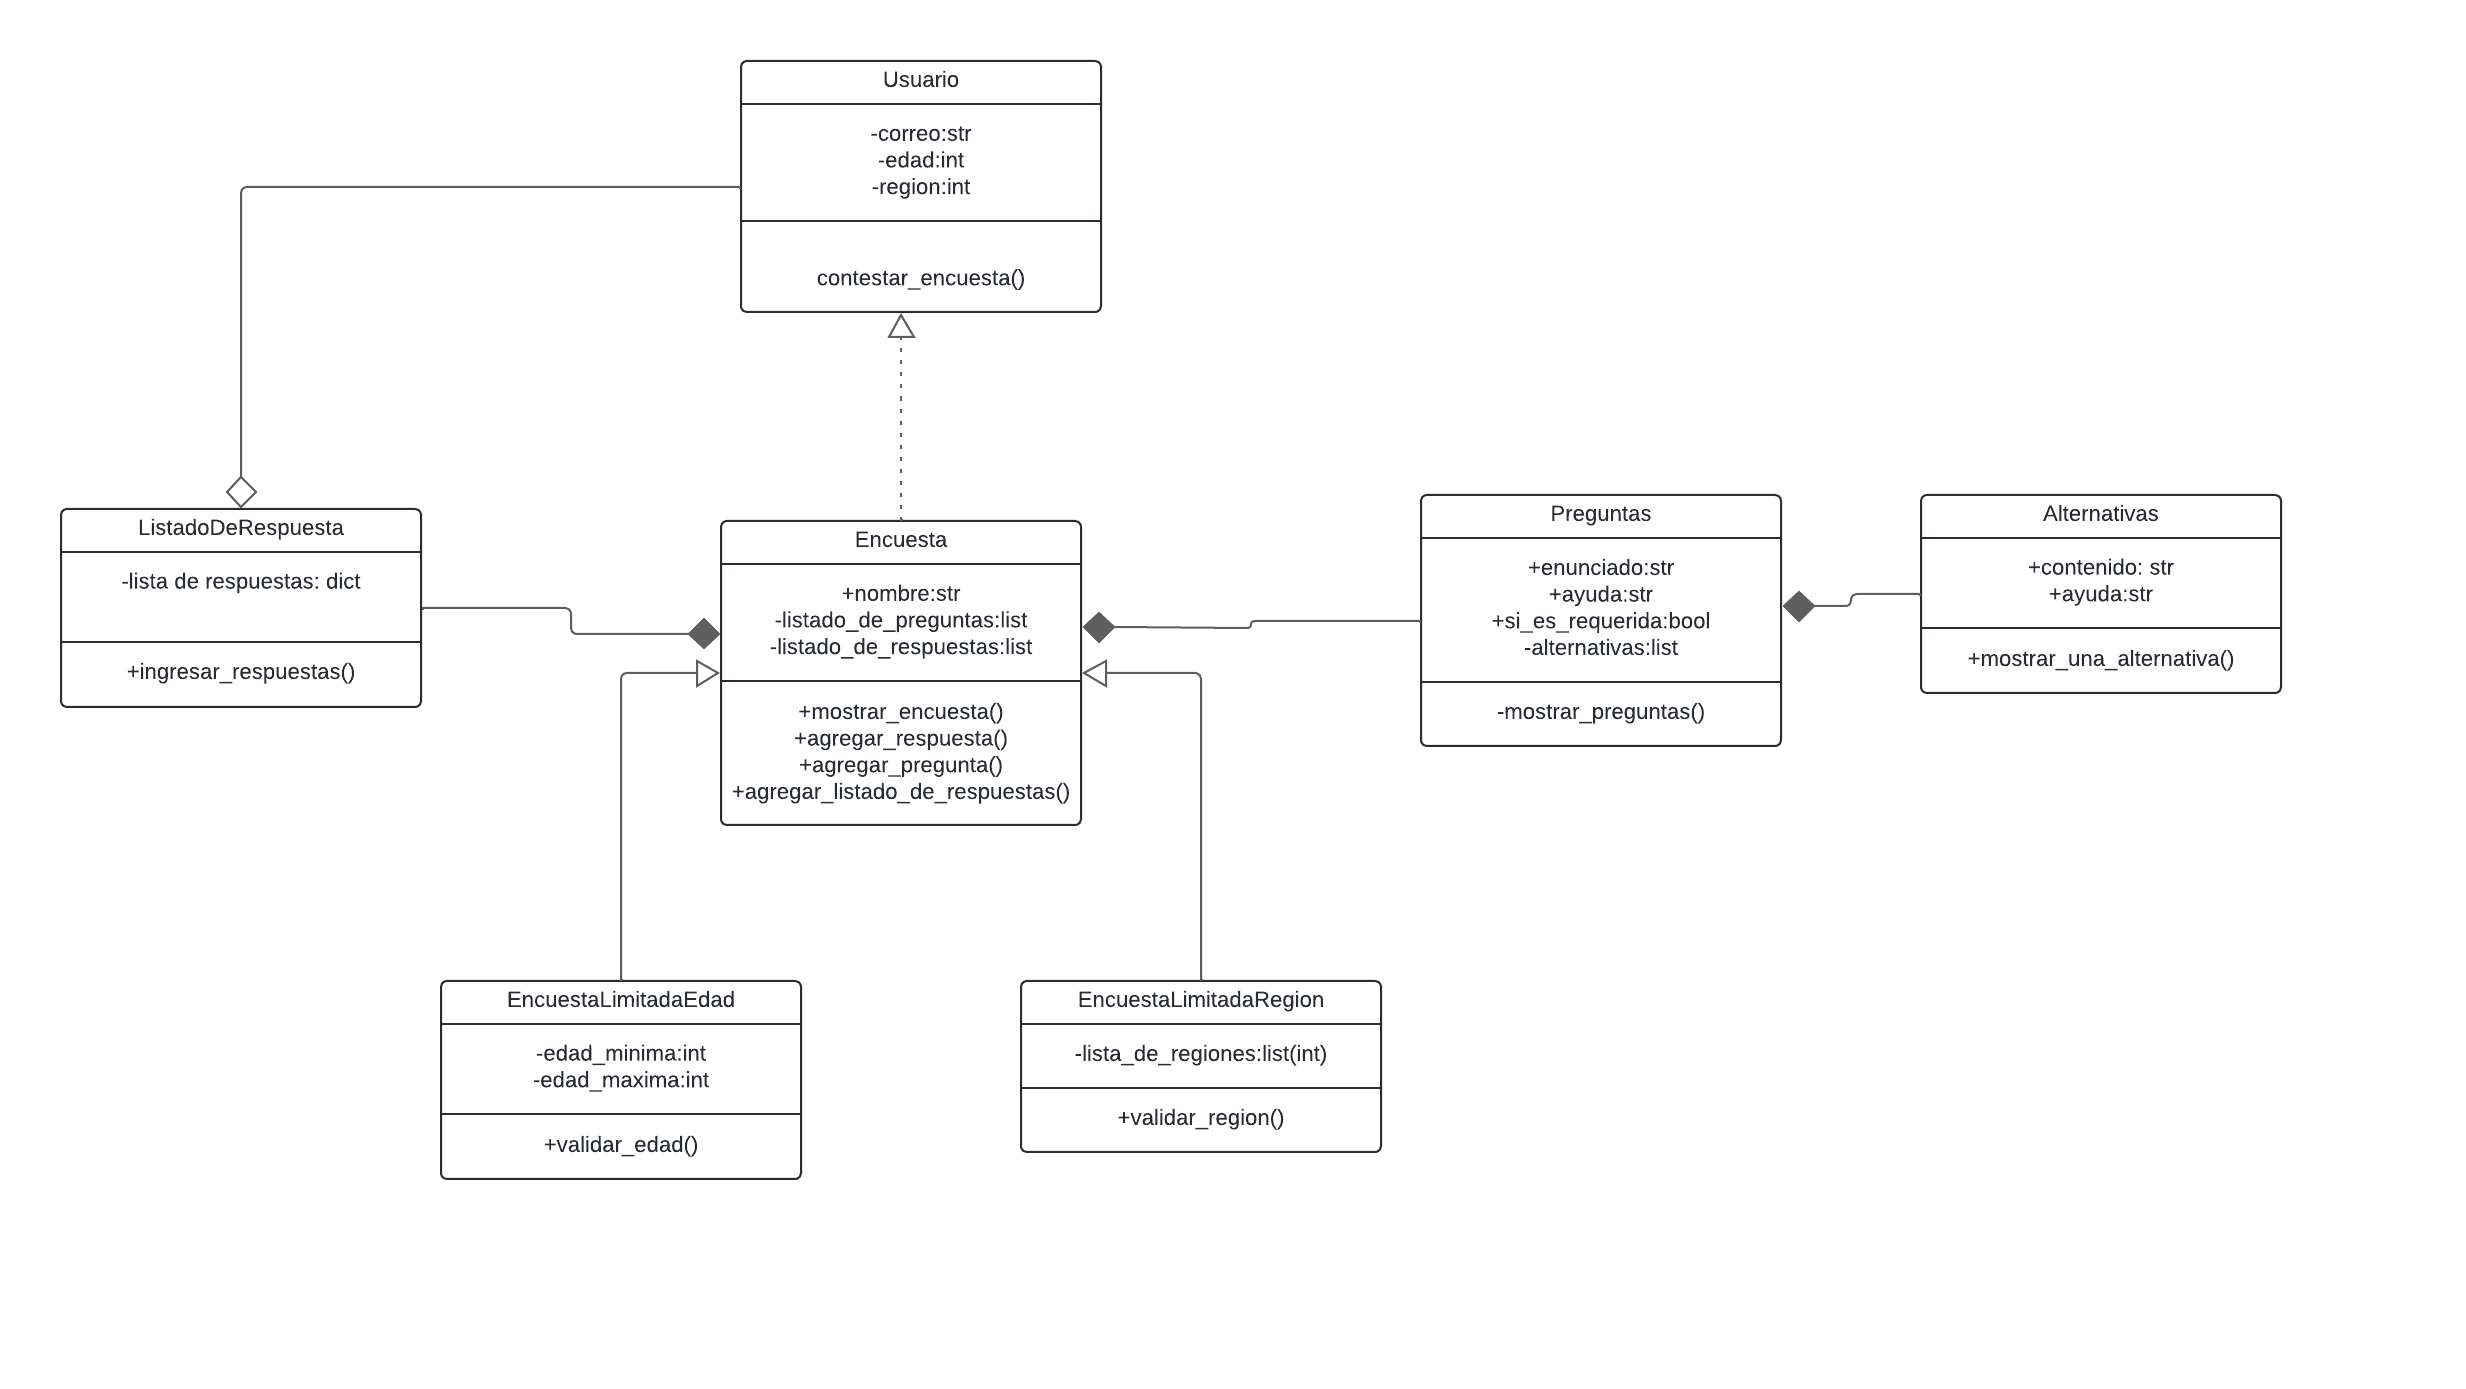 Usuario
-correo:str
-edad:int
-region:int
contestar_encuesta()
ListadoDeRespuesta
-lista de respuestas: dict
+ingresar_respuestas()
Encuesta
+nombre:str
-listado_de_preguntas:list
-listado_de_respuestas:list
+mostrar_encuesta()
+agregar_respuesta()
+agregar_pregunta()
+agregar_listado_de_respuestas()
Preguntas
+enunciado:str
+ayuda:str
+si_es_requerida:bool
-alternativas:list
-mostrar_preguntas()
Alternativas
+contenido: str
+ayuda:str
+mostrar_una_alternativa()
EncuestaLimitadaEdad
-edad_minima:int
-edad_maxima:int
+validar_edad()
EncuestaLimitadaRegion
-lista_de_regiones:list(int)
+validar_region()